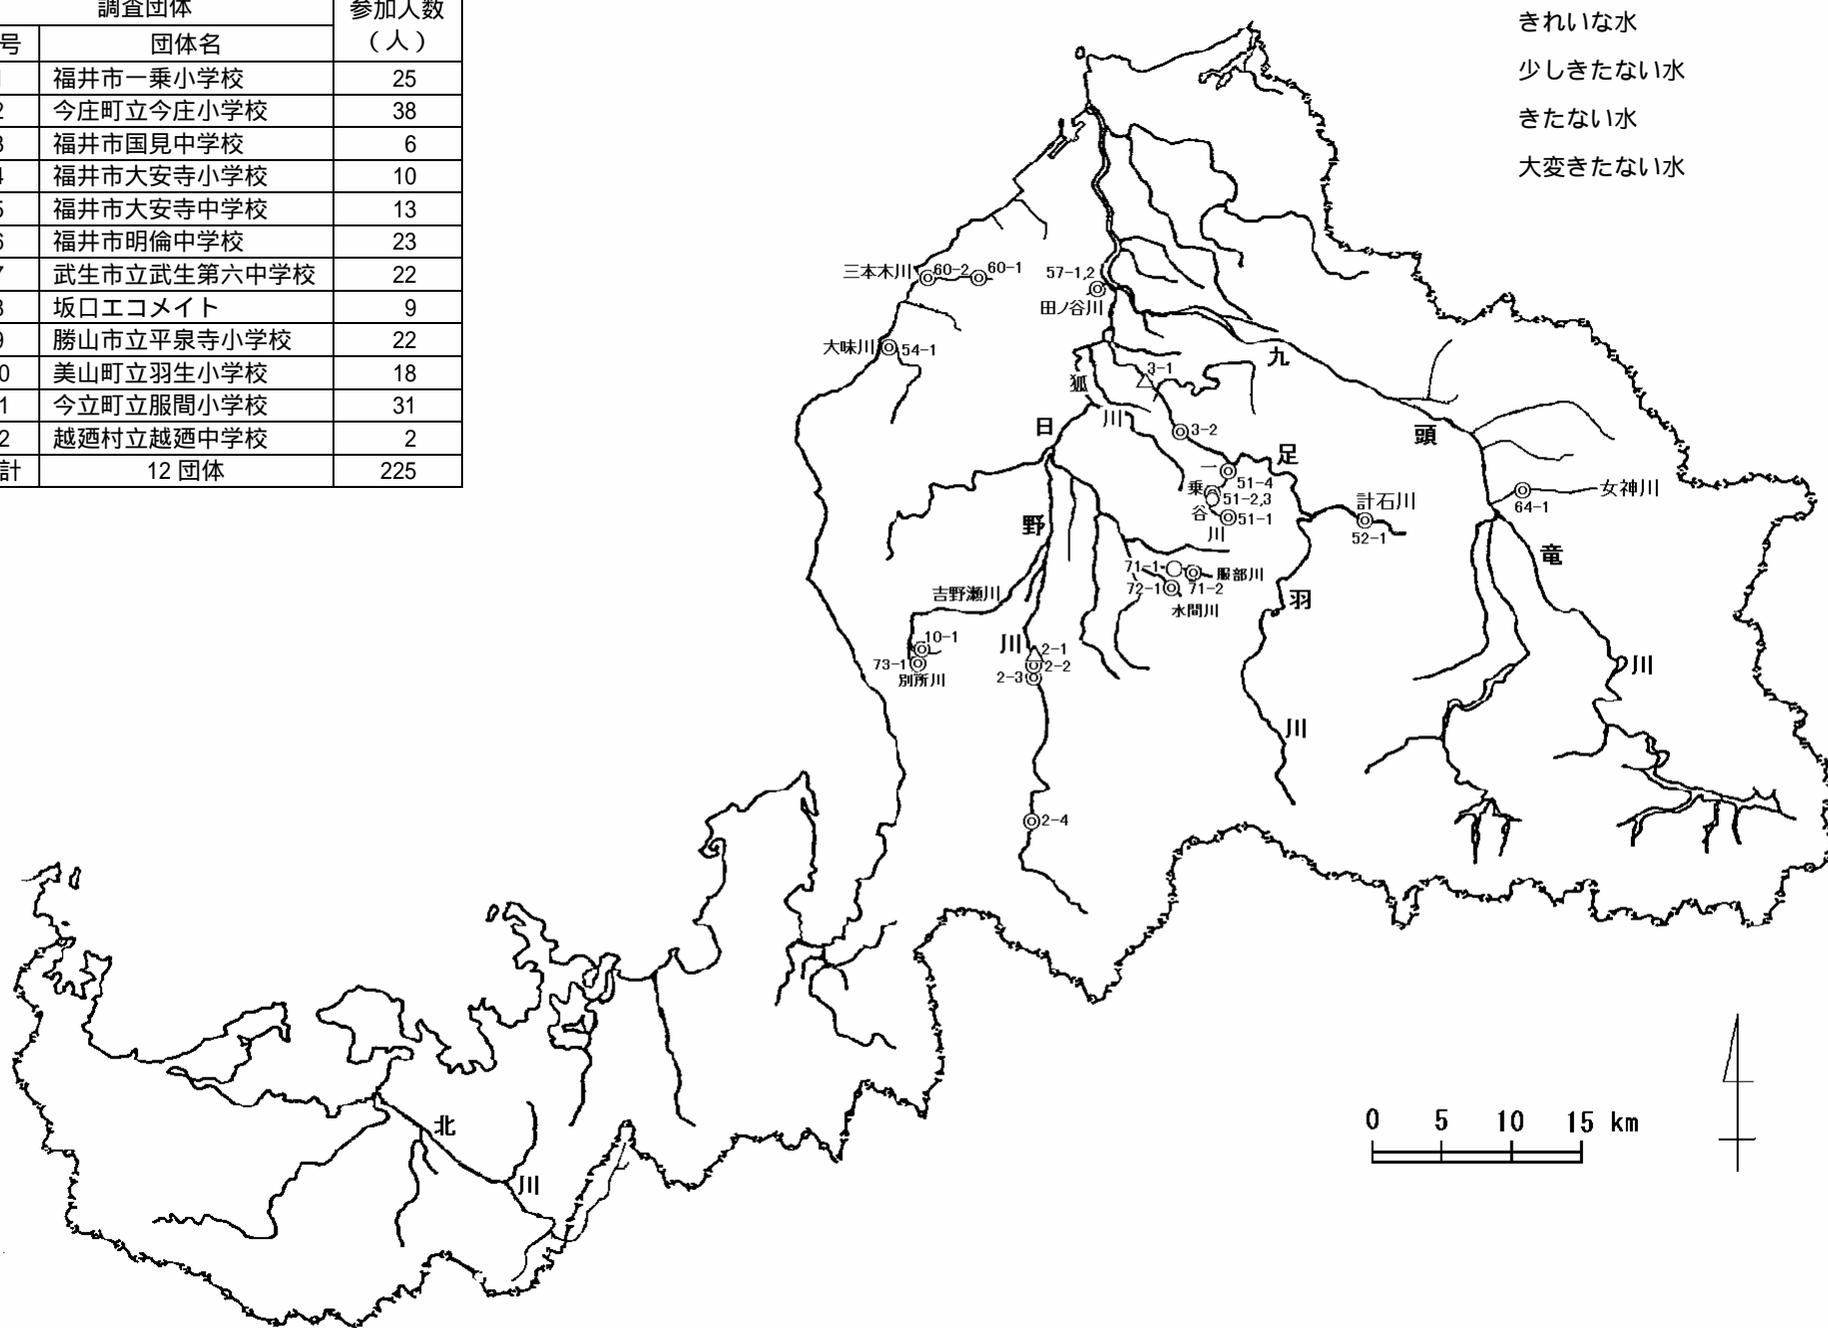 調査団体 参加人数
号 団体名 (人)
福井市一乗小学校 25
2 今庄町立今庄小学校 38
3 福井市国見中学校 6
4 福井市大安寺小学校 10
5 福井市大安寺中学校 13
6 福井市明倫中学校 23
7 武生市立武生第六中学校 22
8 坂口エコメイト 9
9 勝山市立平泉寺小学校 22
0 美山町立羽生小学校 18
1 今立町立服間小学校 31
2 越廼村立越廼中学校 2
計 12団体 225
きれいな水
少しきたない水
きたない水
大変きたない水
三本木川 60-2 60-1
57-1,2
田ノ谷川
大味川 54-1
九
頭
竜
川
3-1
狐
川
3-2
日
野
川
足
羽
川
一
乗
谷
川
51-4
51-2,3
51-1
計石川
52-1
女神川
64-1
71-1 服部川
72-1 71-2
水間川
吉野瀬川
10-1
73-1
別所川
2-1
2-2
2-3
2-4
北
川
0 5 10 15 km